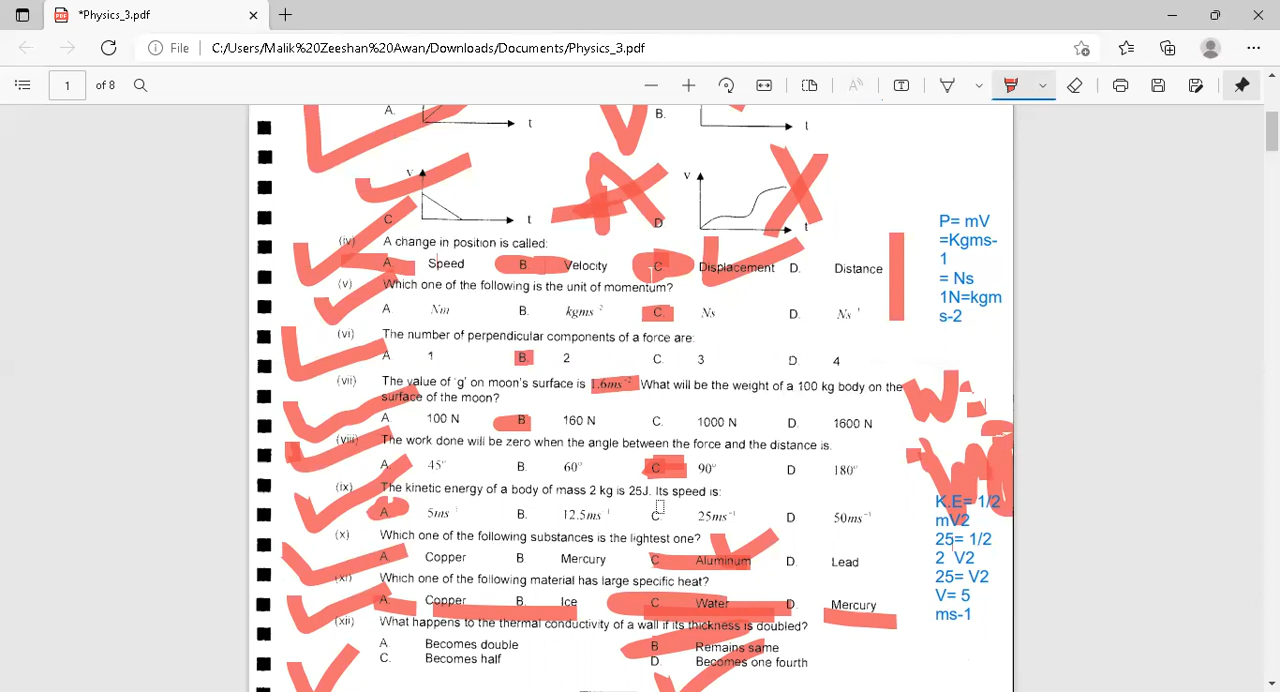 *Physics_3.pdf
File C:/Users/Malik%20Zeeshan%20Awan/Downloads/Documents/Physics_3.pdf
1 of 8
A. t B. t
v v
C. t D t
(iv) A change in position is called:
A. Speed B. Velocity C Displacement D. Distance
(v) Which one of the following is the unit of momentum?
A. Nm B. kgms⁻² C. Ns D. Ns⁻¹
(vi) The number of perpendicular components of a force are:
A 1 B. 2 C. 3 D. 4
(vii) The value of 'g' on moon's surface is 1.6ms⁻² What will be the weight of a 100 kg body on the
surface of the moon?
A 100 N B 160 N C. 1000 N D. 1600 N
(viii) The work done will be zero when the angle between the force and the distance is.
A. 45° B. 60° C 90° D 180°
(ix) The kinetic energy of a body of mass 2 kg is 25J. Its speed is:
A. 5ms⁻¹ B. 12.5ms⁻¹ C. 25ms⁻¹ D 50ms⁻¹
(x) Which one of the following substances is the lightest one?
A. Copper B Mercury C Aluminum D. Lead
(xi) Which one of the following material has large specific heat?
A. Copper B. Ice C Water D. Mercury
(xii) What happens to the thermal conductivity of a wall if its thickness is doubled?
A Becomes double B Remains same
C. Becomes half D. Becomes one fourth
P= mV
=Kgms-
1
= Ns
1N=kgm
s-2
K.E= 1/2
mV2
25= 1/2
2 V2
25= V2
V= 5
ms-1